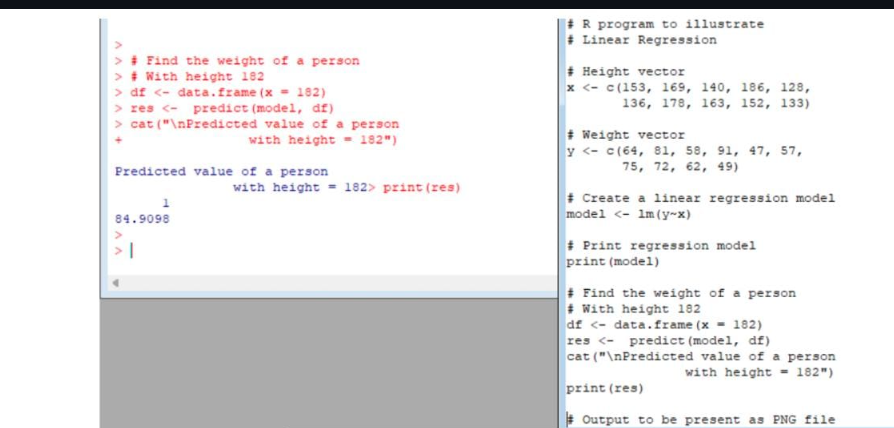 >
> # Find the weight of a person
> # With height 182
> df <- data.frame(x = 182)
> res <-  predict(model, df)
> cat("\nPredicted value of a person
+                  with height = 182")

Predicted value of a person
                 with height = 182> print(res)
      1
84.9098
>
>
# R program to illustrate
# Linear Regression

# Height vector
x <- c(153, 169, 140, 186, 128,
       136, 178, 163, 152, 133)

# Weight vector
y <- c(64, 81, 58, 91, 47, 57,
       75, 72, 62, 49)

# Create a linear regression model
model <- lm(y~x)

# Print regression model
print(model)

# Find the weight of a person
# With height 182
df <- data.frame(x = 182)
res <-  predict(model, df)
cat("\nPredicted value of a person
                 with height = 182")
print(res)

# Output to be present as PNG file